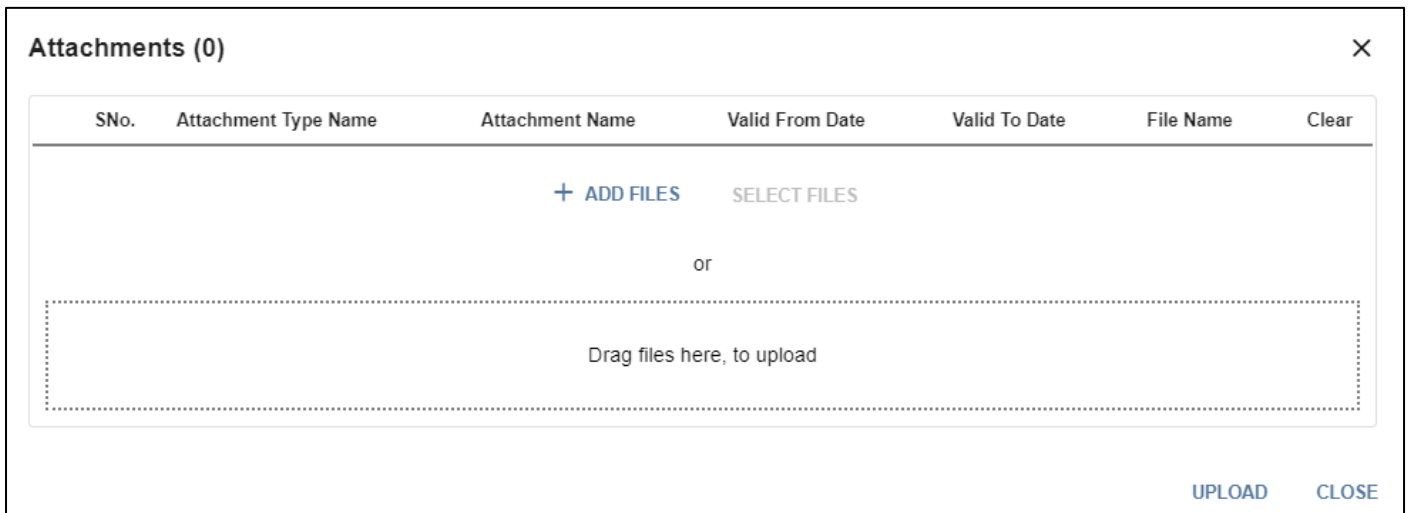 Attachments (0)
SNo. Attachment Type Name Attachment Name Valid From Date Valid To Date File Name Clear
+ ADD FILES SELECT FILES
or
Drag files here, to upload
UPLOAD CLOSE